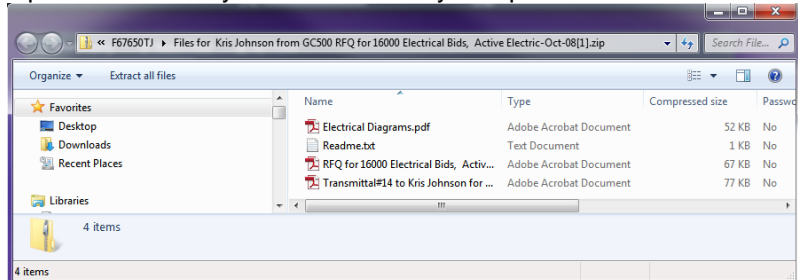 « F67650TJ ▸ Files for Kris Johnson from GC500 RFQ for 16000 Electrical Bids, Active Electric-Oct-08[1].zip
Search File...
Organize Extract all files
Favorites
Desktop
Downloads
Recent Places
Libraries
Name Type Compressed size Passwo
Electrical Diagrams.pdf Adobe Acrobat Document 52 KB No
Readme.txt Text Document 1 KB No
RFQ for 16000 Electrical Bids, Activ... Adobe Acrobat Document 67 KB No
Transmittal#14 to Kris Johnson for ... Adobe Acrobat Document 77 KB No
4 items
4 items